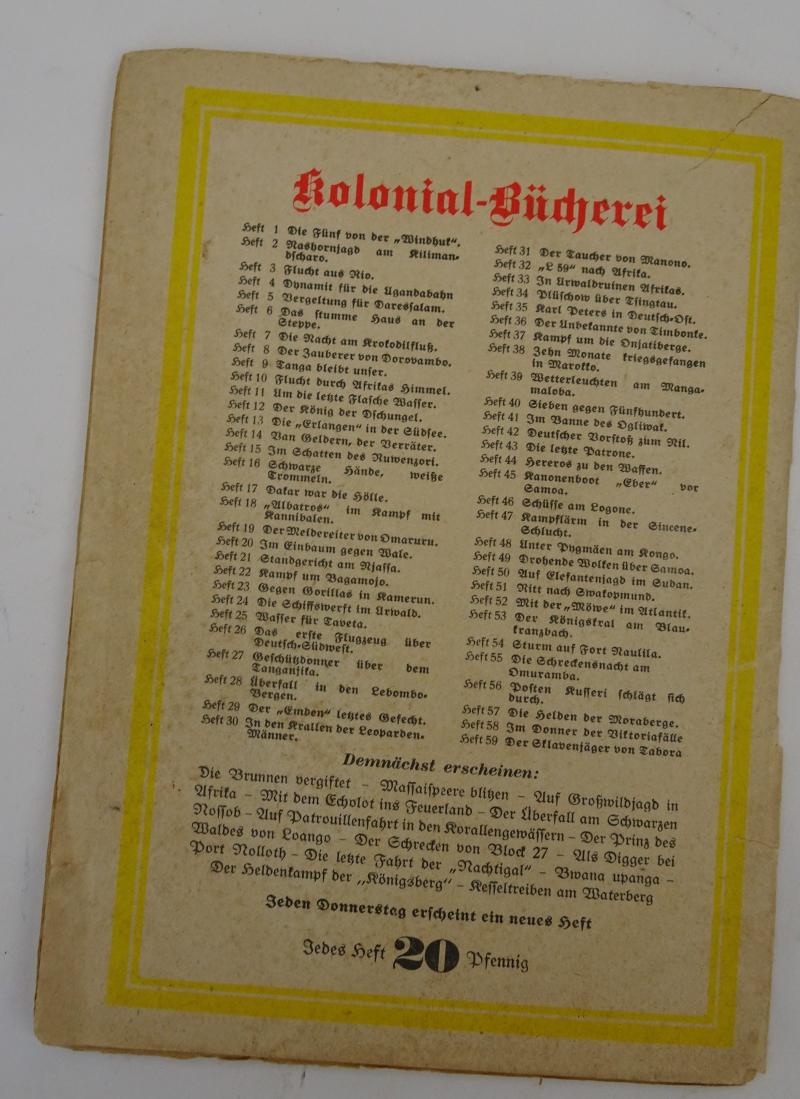 Kolonial-Bücherei
Heft 1 Die Fünf von der „Windhuk“.
Heft 2 Nashornjagd am Kiliman-
dscharo.
Heft 3 Flucht aus Rio.
Heft 4 Dynamit für die Ugandabahn
Heft 5 Vergeltung für Daressalam.
Heft 6 Das stumme Haus an der
Steppe.
Heft 7 Die Nacht am Krokodilfluß.
Heft 8 Der Zauberer von Dorovambo.
Heft 9 Tanga bleibt unser.
Heft 10 Flucht durch Afrikas Himmel.
Heft 11 Um die letzte Flasche Wasser.
Heft 12 Der König der Dschungel.
Heft 13 Die „Erlangen“ in der Südsee.
Heft 14 Van Geldern, der Verräter.
Heft 15 Im Schatten des Ruwenzori.
Heft 16 Schwarze Hände, weiße
Trommeln.
Heft 17 Dakar war die Hölle.
Heft 18 „Albatros“ im Kampf mit
Kannibalen.
Heft 19 Der Meldereiter von Omaruru.
Heft 20 Im Einbaum gegen Wale.
Heft 21 Standgericht am Njassa.
Heft 22 Kampf um Bagamojo.
Heft 23 Gegen Gorillas in Kamerun.
Heft 24 Die Schiffswerft im Urwald.
Heft 25 Wasser für Taveta.
Heft 26 Das erste Flugzeug über
Deutsch-Südwest.
Heft 27 Geschützdonner über dem
Tanganjika.
Heft 28 Überfall in den Lebombo-
Bergen.
Heft 29 Der „Emden“ letztes Gefecht.
Heft 30 In den Krallen der Leoparden-
Männer.
Heft 31 Der Taucher von Manono.
Heft 32 „L 59“ nach Afrika.
Heft 33 In Urwaldruinen Afrikas.
Heft 34 Plüschow über Tsingtau.
Heft 35 Karl Peters in Deutsch-Ost.
Heft 36 Der Unbekannte von Timbonke.
Heft 37 Kampf um die Onjatiberge.
Heft 38 Zehn Monate kriegsgefangen
in Marokko.
Heft 39 Wetterleuchten am Manga-
maloba.
Heft 40 Sieben gegen Fünfhundert.
Heft 41 Im Banne des Ogliwak.
Heft 42 Deutscher Vorstoß zum Nil.
Heft 43 Die letzte Patrone.
Heft 44 Hereros zu den Waffen.
Heft 45 Kanonenboot „Eber“ vor
Samoa.
Heft 46 Schüsse am Logone.
Heft 47 Kampflärm in der Sincene-
Schlucht.
Heft 48 Unter Pygmäen am Kongo.
Heft 49 Drohende Wolken über Samoa.
Heft 50 Auf Elefantenjagd im Sudan.
Heft 51 Ritt nach Swakopmund.
Heft 52 Mit der „Möwe“ im Atlantik.
Heft 53 Der Königskral am Blau-
kranzbach.
Heft 54 Sturm auf Fort Naulila.
Heft 55 Die Schreckensnacht am
Omuramba.
Heft 56 Posten Kusseri schlägt sich
durch.
Heft 57 Die Helden der Moraberge.
Heft 58 Im Donner der Viktoriafälle
Heft 59 Der Sklavenjäger von Tabora
Demnächst erscheinen:
Die Brunnen vergiftet – Massaispeere blitzen – Auf Großwildjagd in
Afrika – Mit dem Echolot ins Feuerland – Der Überfall am Schwarzen
Nossob – Auf Patrouillenfahrt in den Korallengewässern – Der Prinz des
Waldes von Loango – Der Schrecken von Block 27 – Als Digger bei
Port Nolloth – Die letzte Fahrt der „Nachtigal“ – Bwana upanga –
Der Heldenkampf der „Königsberg“ – Kesseltreiben am Waterberg
Jeden Donnerstag erscheint ein neues Heft
Jedes Heft 20 Pfennig